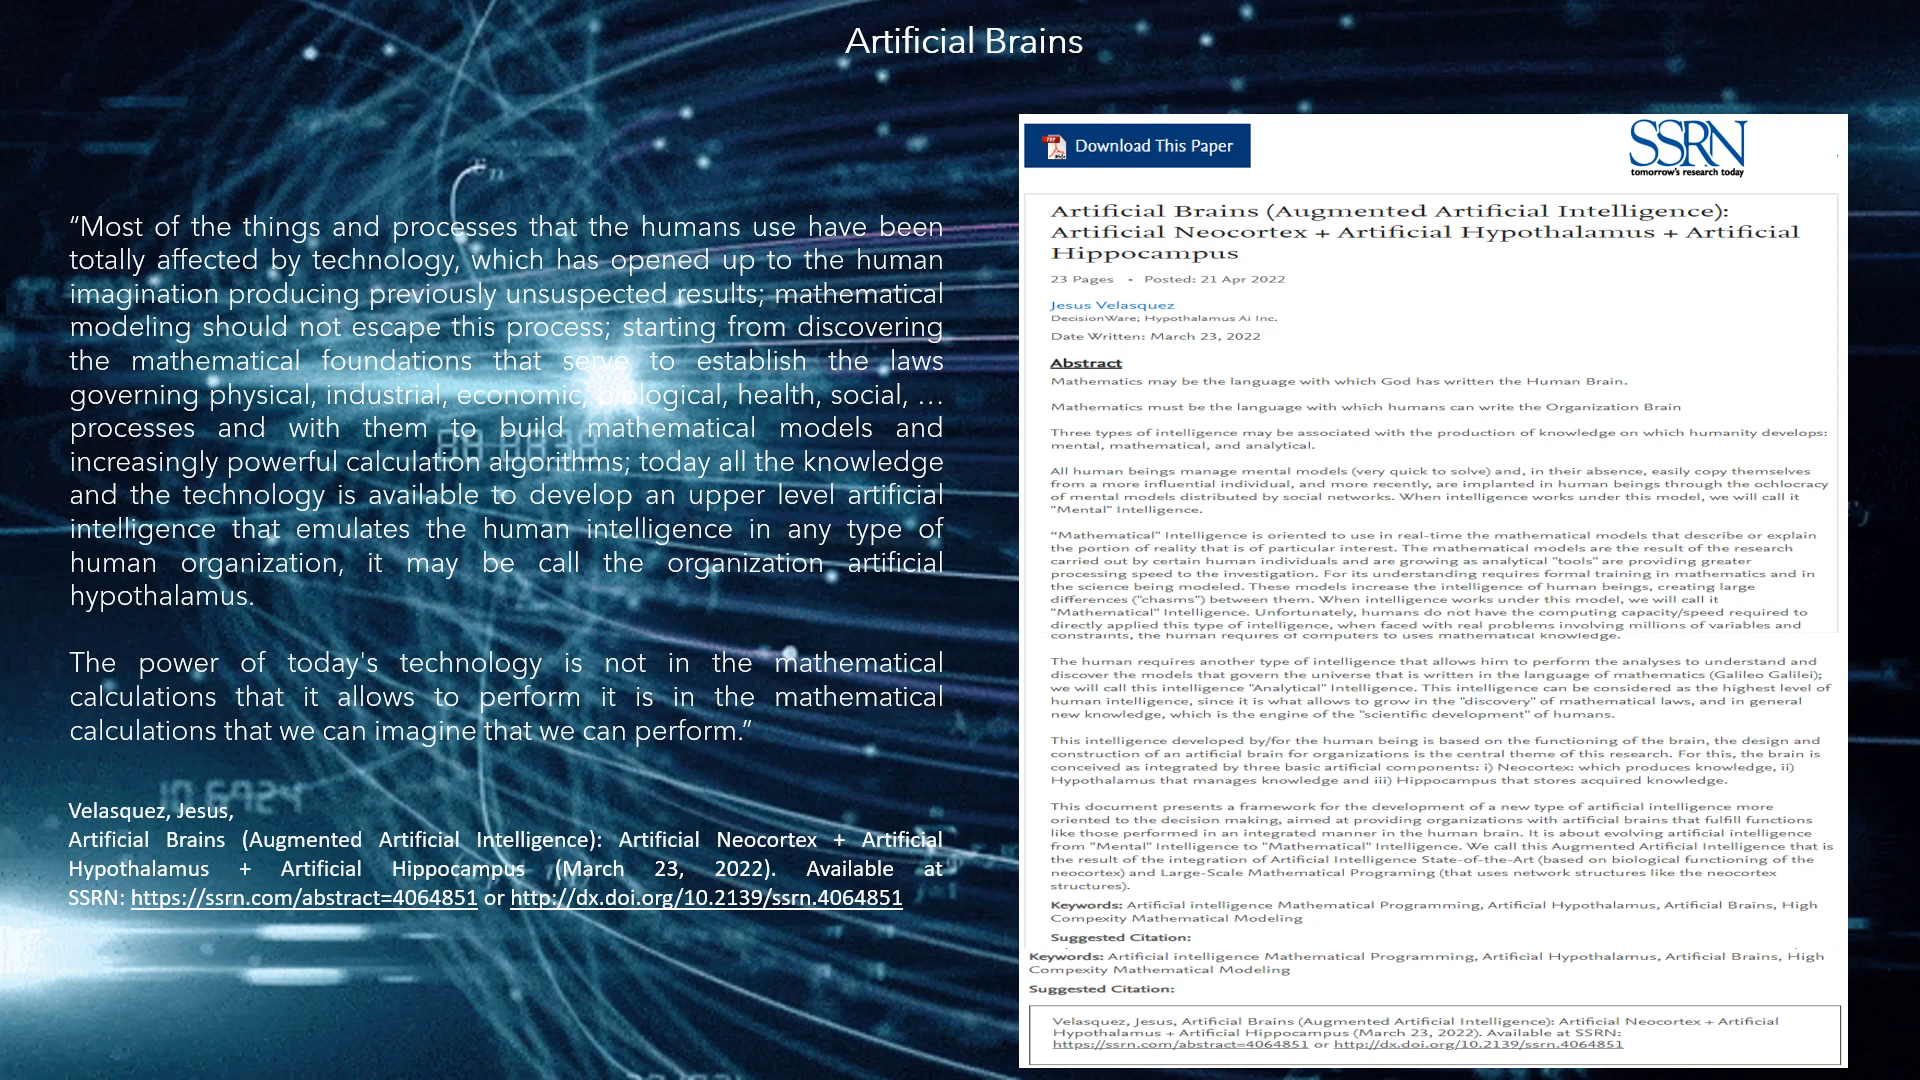 Artificial Brains
“Most of the things and processes that the humans use have been
totally affected by technology, which has opened up to the human
imagination producing previously unsuspected results; mathematical
modeling should not escape this process; starting from discovering
the mathematical foundations that serve to establish the laws
governing physical, industrial, economic, biological, health, social, …
processes and with them to build mathematical models and
increasingly powerful calculation algorithms; today all the knowledge
and the technology is available to develop an upper level artificial
intelligence that emulates the human intelligence in any type of
human organization, it may be call the organization artificial
hypothalamus.
The power of today's technology is not in the mathematical
calculations that it allows to perform it is in the mathematical
calculations that we can imagine that we can perform.”
Velasquez, Jesus,
Artificial Brains (Augmented Artificial Intelligence): Artificial Neocortex + Artificial
Hypothalamus + Artificial Hippocampus (March 23, 2022). Available at
SSRN: https://ssrn.com/abstract=4064851 or http://dx.doi.org/10.2139/ssrn.4064851
Download This Paper
SSRN
tomorrow's research today
Artificial Brains (Augmented Artificial Intelligence):
Artificial Neocortex + Artificial Hypothalamus + Artificial
Hippocampus
23 Pages • Posted: 21 Apr 2022
Jesus Velasquez
DecisionWare; Hypothalamus Ai Inc.
Date Written: March 23, 2022
Abstract
Mathematics may be the language with which God has written the Human Brain.
Mathematics must be the language with which humans can write the Organization Brain
Three types of intelligence may be associated with the production of knowledge on which humanity develops:
mental, mathematical, and analytical.
All human beings manage mental models (very quick to solve) and, in their absence, easily copy themselves
from a more influential individual, and more recently, are implanted in human beings through the ochlocracy
of mental models distributed by social networks. When intelligence works under this model, we will call it
"Mental" Intelligence.
“Mathematical" Intelligence is oriented to use in real-time the mathematical models that describe or explain
the portion of reality that is of particular interest. The mathematical models are the result of the research
carried out by certain human individuals and are growing as analytical "tools" are providing greater
processing speed to the investigation. For its understanding requires formal training in mathematics and in
the science being modeled. These models increase the intelligence of human beings, creating large
differences ("chasms") between them. When intelligence works under this model, we will call it
"Mathematical" Intelligence. Unfortunately, humans do not have the computing capacity/speed required to
directly applied this type of intelligence, when faced with real problems involving millions of variables and
constraints, the human requires of computers to uses mathematical knowledge.
The human requires another type of intelligence that allows him to perform the analyses to understand and
discover the models that govern the universe that is written in the language of mathematics (Galileo Galilei);
we will call this intelligence "Analytical" Intelligence. This intelligence can be considered as the highest level of
human intelligence, since it is what allows to grow in the "discovery" of mathematical laws, and in general
new knowledge, which is the engine of the "scientific development" of humans.
This intelligence developed by/for the human being is based on the functioning of the brain, the design and
construction of an artificial brain for organizations is the central theme of this research. For this, the brain is
conceived as integrated by three basic artificial components: i) Neocortex: which produces knowledge, ii)
Hypothalamus that manages knowledge and iii) Hippocampus that stores acquired knowledge.
This document presents a framework for the development of a new type of artificial intelligence more
oriented to the decision making, aimed at providing organizations with artificial brains that fulfill functions
like those performed in an integrated manner in the human brain. It is about evolving artificial intelligence
from "Mental" Intelligence to "Mathematical" Intelligence. We call this Augmented Artificial Intelligence that is
the result of the integration of Artificial Intelligence State-of-the-Art (based on biological functioning of the
neocortex) and Large-Scale Mathematical Programing (that uses network structures like the neocortex
structures).
Keywords: Artificial intelligence Mathematical Programming, Artificial Hypothalamus, Artificial Brains, High
Compexity Mathematical Modeling
Suggested Citation:
Keywords: Artificial intelligence Mathematical Programming, Artificial Hypothalamus, Artificial Brains, High
Compexity Mathematical Modeling
Suggested Citation:
Velasquez, Jesus, Artificial Brains (Augmented Artificial Intelligence): Artificial Neocortex + Artificial
Hypothalamus + Artificial Hippocampus (March 23, 2022). Available at SSRN:
https://ssrn.com/abstract=4064851 or http://dx.doi.org/10.2139/ssrn.4064851